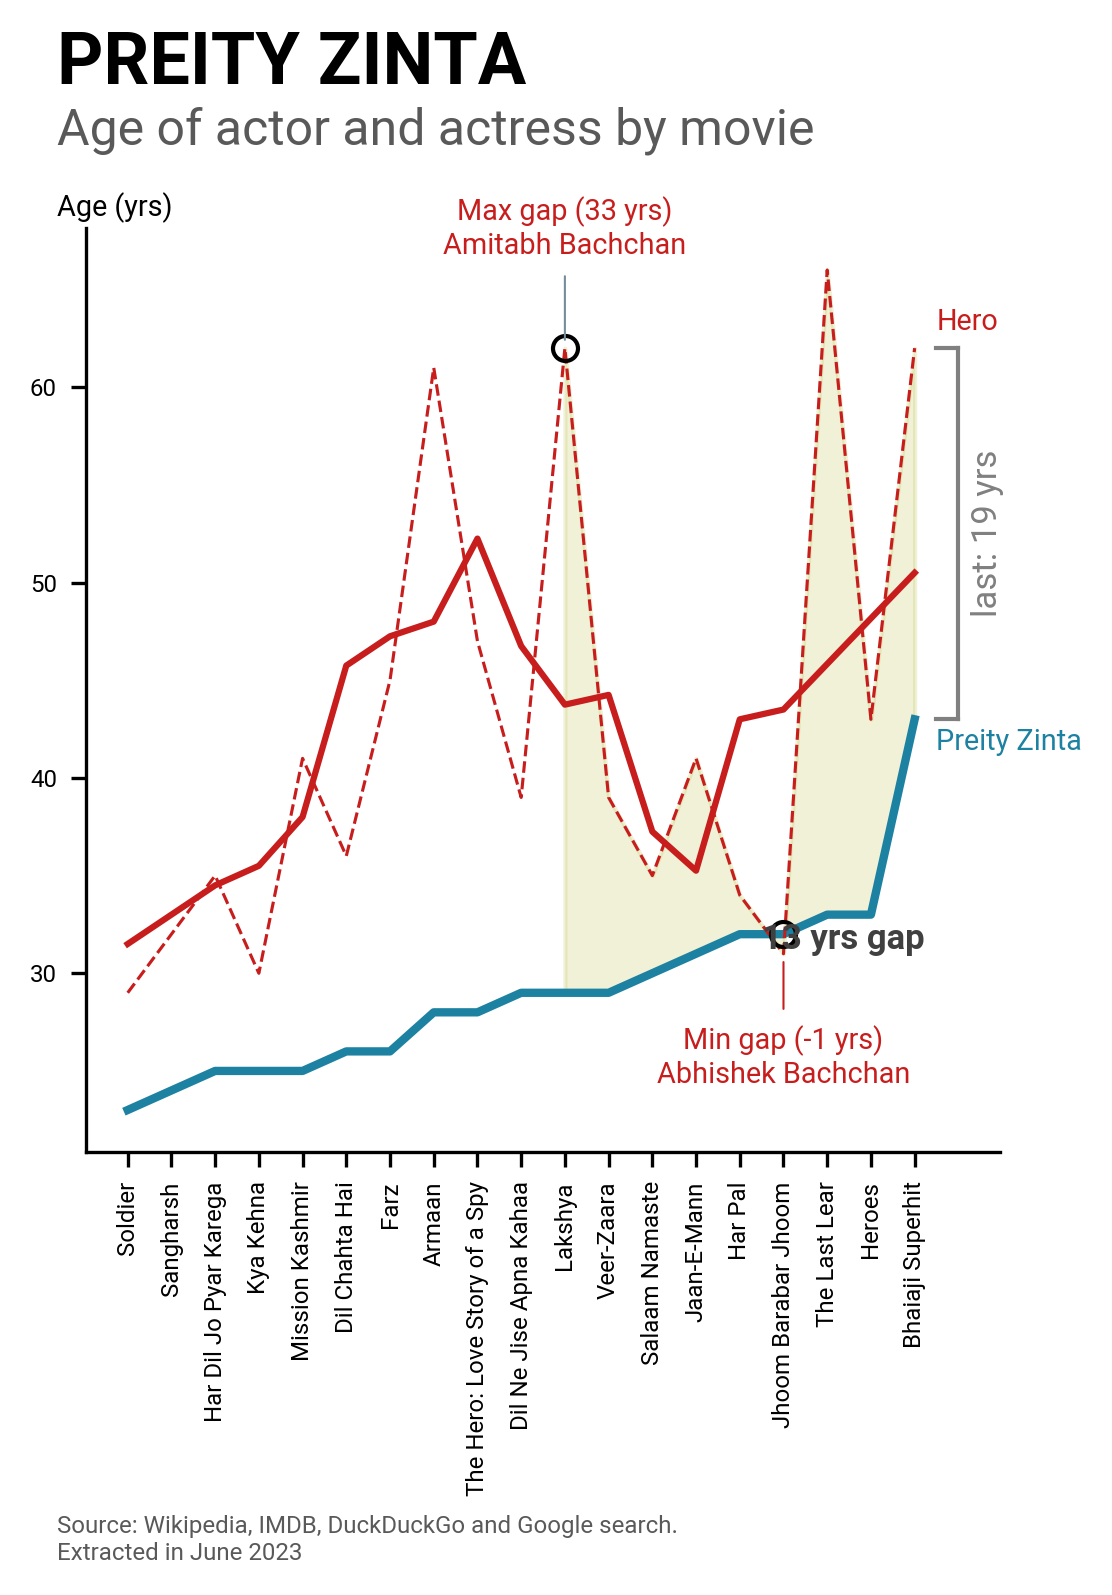 PREITY ZINTA
Age of actor and actress by movie
Age (yrs)
Max gap (33 yrs)
Amitabh Bachchan
Hero
60
last: 19 yrs
50
Preity Zinta
40
yrs gap
30
Min gap (-1 yrs)
Abhishek Bachchan
Soldier
Sangharsh
Har Dil Jo Pyar Karega
Kya Kehna
Mission Kashmir
Dil Chahta Hai
Farz
Armaan
The Hero: Love Story of a Spy
Dil Ne Jise Apna Kahaa
Lakshya
Veer-Zaara
Salaam Namaste
Jaan-E-Mann
Har Pal
Jhoom Barabar Jhoom
The Last Lear
Heroes
Bhaiaji Superhit
Source: Wikipedia, IMDB, DuckDuckGo and Google search.
Extracted in June 2023